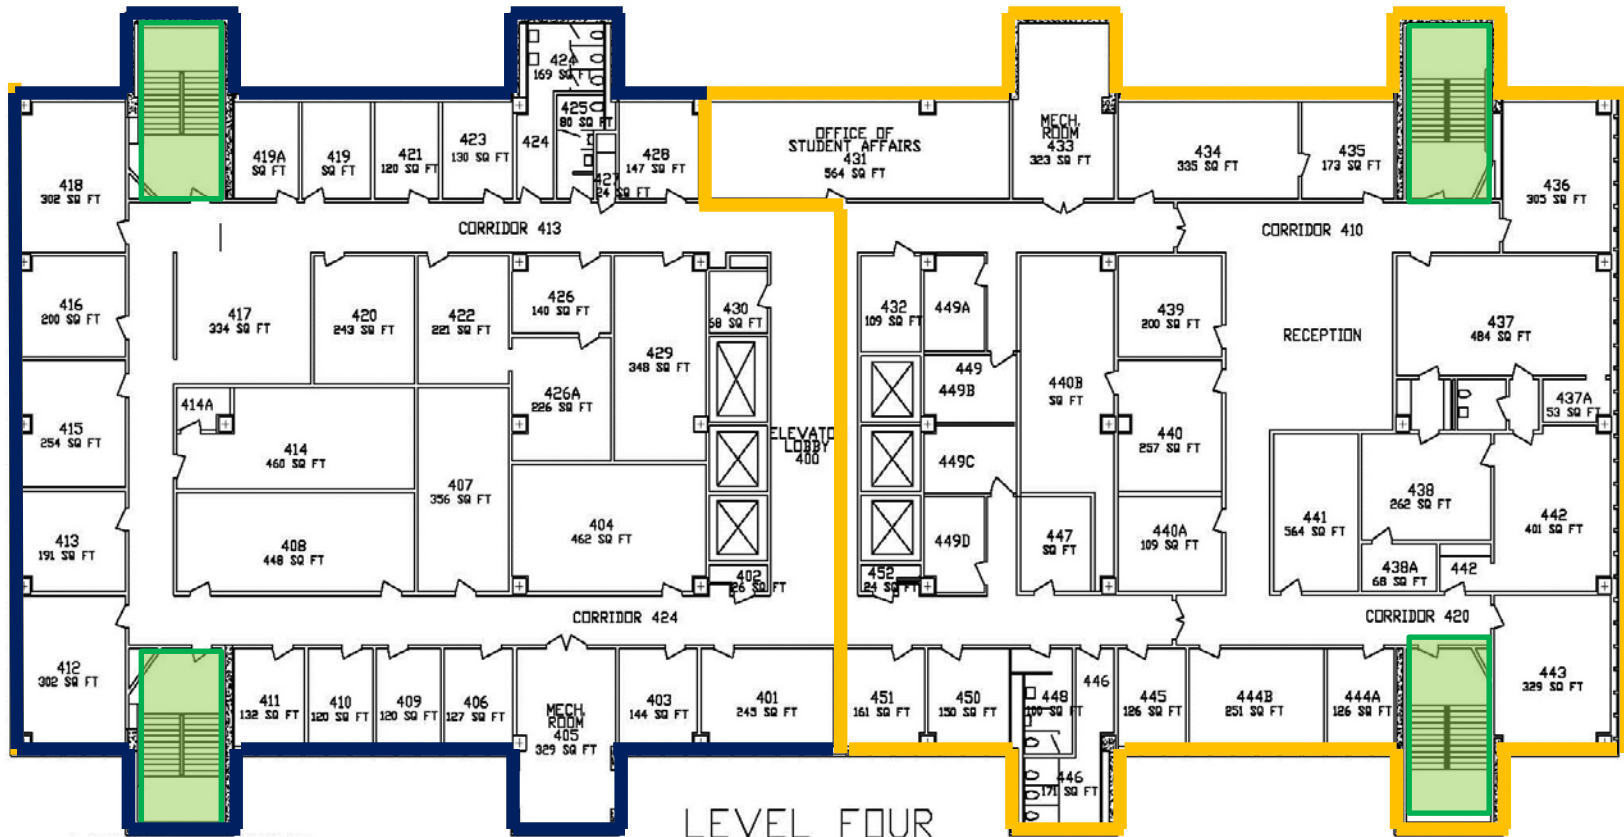 424
169 SQ FT
425
80 SQ FT
424
419A
SQ FT
419
SQ FT
421
120 SQ FT
423
130 SQ FT
427
24 SQ FT
428
147 SQ FT
OFFICE OF
STUDENT AFFAIRS
431
564 SQ FT
MECH.
ROOM
433
323 SQ FT
434
335 SQ FT
435
173 SQ FT
418
302 SQ FT
436
305 SQ FT
CORRIDOR 413
CORRIDOR 410
416
200 SQ FT
417
334 SQ FT
420
243 SQ FT
422
221 SQ FT
426
140 SQ FT
429
348 SQ FT
430
68 SQ FT
432
109 SQ FT
449A
439
200 SQ FT
RECEPTION
437
484 SQ FT
449
449B
440B
SQ FT
426A
226 SQ FT
414A
437A
53 SQ FT
415
254 SQ FT
414
460 SQ FT
ELEVATO
LOBBY
400
449C
440
257 SQ FT
407
356 SQ FT
438
262 SQ FT
442
401 SQ FT
413
191 SQ FT
408
448 SQ FT
404
462 SQ FT
449D
447
SQ FT
440A
109 SQ FT
441
564 SQ FT
438A
68 SQ FT
442
402
26 SQ FT
452
24 SQ FT
CORRIDOR 424
CORRIDOR 420
412
302 SQ FT
411
132 SQ FT
410
120 SQ FT
409
120 SQ FT
406
127 SQ FT
MECH.
ROOM
405
329 SQ FT
403
144 SQ FT
401
245 SQ FT
451
161 SQ FT
450
150 SQ FT
448
100 SQ FT
446
446
171 SQ FT
445
126 SQ FT
444B
251 SQ FT
444A
126 SQ FT
443
329 SQ FT
LEVEL FOUR